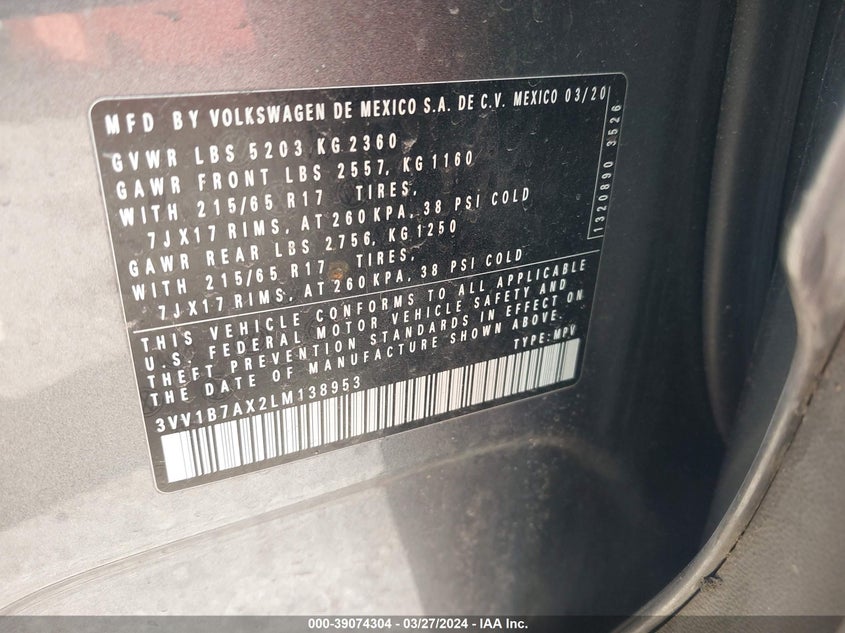 MFD BY VOLKSWAGEN DE MEXICO S.A. DE C.V. MEXICO 03/20
GVWR LBS 5203 KG 2360
GAWR FRONT LBS 2557, KG 1160
WITH 215/65 R17 TIRES,
7JX17 RIMS, AT 260 KPA, 38 PSI COLD
GAWR REAR LBS 2756, KG 1250
WITH 215/65 R17 TIRES,
7JX17 RIMS, AT 260 KPA, 38 PSI COLD
THIS VEHICLE CONFORMS TO ALL APPLICABLE
U.S. FEDERAL MOTOR VEHICLE SAFETY AND
THEFT PREVENTION STANDARDS IN EFFECT ON
THE DATE OF MANUFACTURE SHOWN ABOVE.
TYPE: MPV
3VV1B7AX2LM138953
1320890 3526
000-39074304 - 03/27/2024 - IAA Inc.